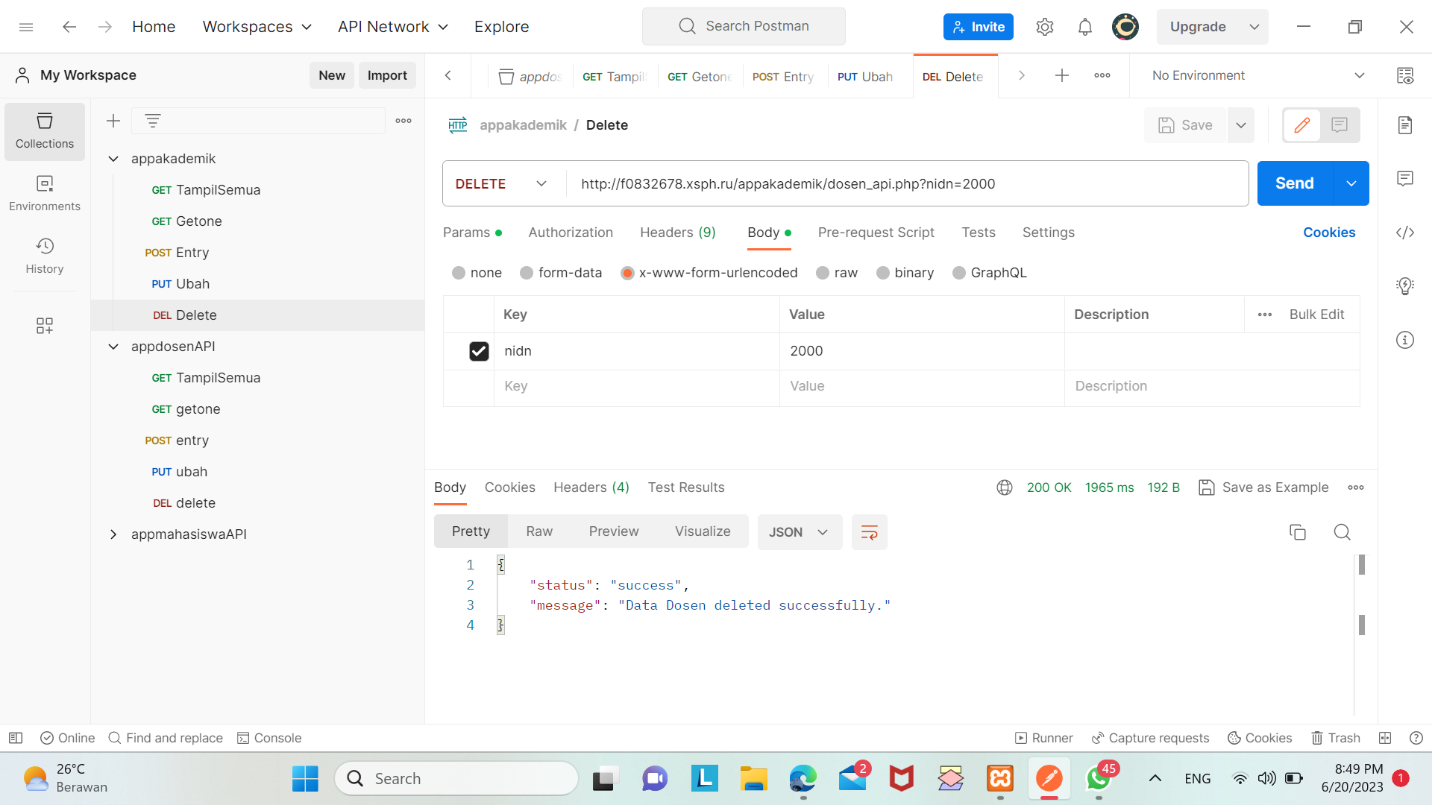 Home Workspaces API Network Explore Search Postman Invite Upgrade
My Workspace New Import appdos GET Tampil GET Getone POST Entry PUT Ubah DEL Delete No Environment
Collections
Environments
History
appakademik
GET TampilSemua
GET Getone
POST Entry
PUT Ubah
DEL Delete
appdosenAPI
GET TampilSemua
GET getone
POST entry
PUT ubah
DEL delete
appmahasiswaAPI
HTTP appakademik / Delete Save
DELETE http://f0832678.xsph.ru/appakademik/dosen_api.php?nidn=2000 Send
Params Authorization Headers (9) Body Pre-request Script Tests Settings Cookies
none form-data x-www-form-urlencoded raw binary GraphQL
Key Value Description Bulk Edit
nidn 2000
Key Value Description
Body Cookies Headers (4) Test Results 200 OK 1965 ms 192 B Save as Example
Pretty Raw Preview Visualize JSON
1 {
2 "status": "success",
3 "message": "Data Dosen deleted successfully."
4 }
Online Find and replace Console Runner Capture requests Cookies Trash
26°C
Berawan
Search
L
2
45
ENG
8:49 PM
6/20/2023
1